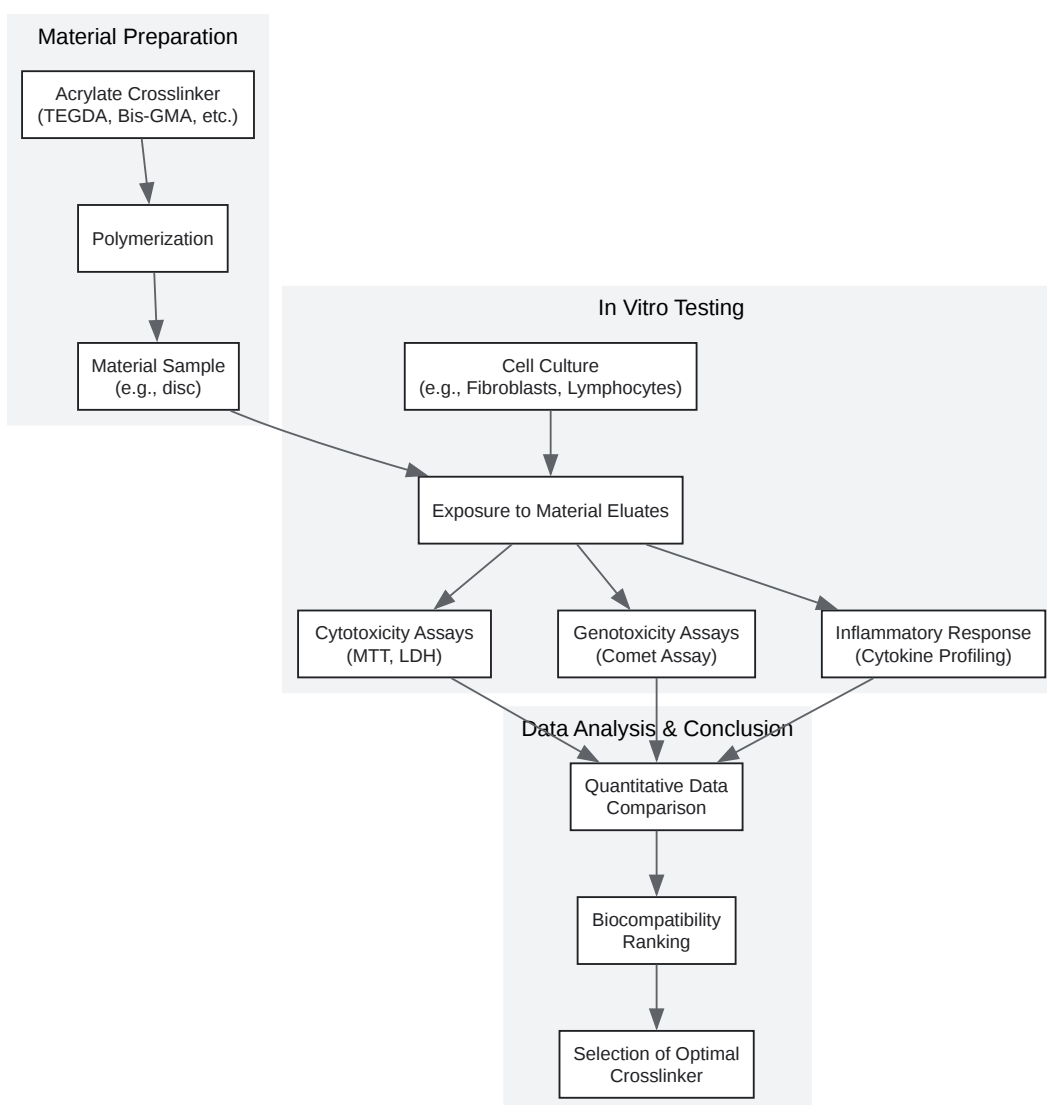 Material Preparation
Acrylate Crosslinker
(TEGDA, Bis-GMA, etc.)
Polymerization
Material Sample
(e.g., disc)
In Vitro Testing
Cell Culture
(e.g., Fibroblasts, Lymphocytes)
Exposure to Material Eluates
Cytotoxicity Assays
(MTT, LDH)
Genotoxicity Assays
(Comet Assay)
Inflammatory Response
(Cytokine Profiling)
Data Analysis & Conclusion
Quantitative Data
Comparison
Biocompatibility
Ranking
Selection of Optimal
Crosslinker